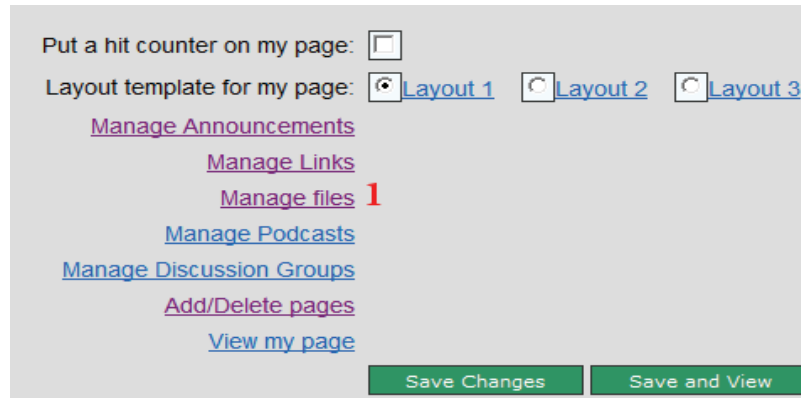 Put a hit counter on my page:
Layout template for my page: Layout 1 Layout 2 Layout 3
Manage Announcements
Manage Links
Manage files 1
Manage Podcasts
Manage Discussion Groups
Add/Delete pages
View my page
Save Changes Save and View